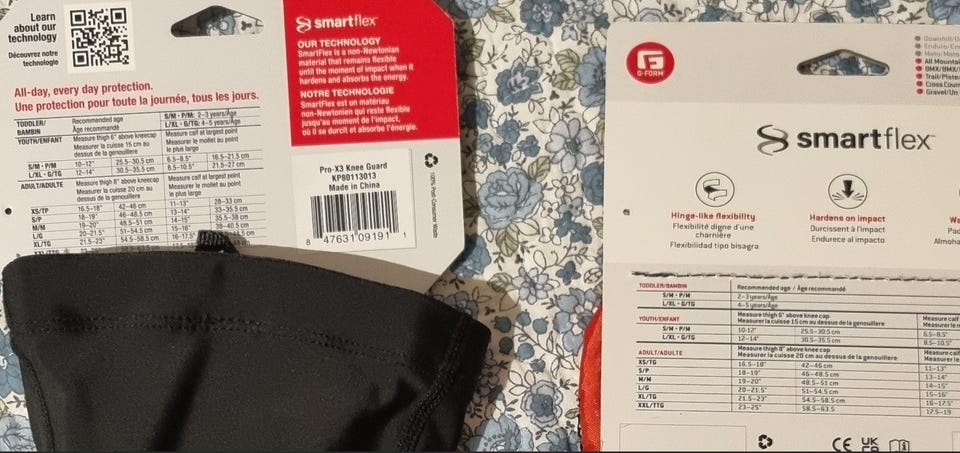 Learn
about our
technology
Découvrez notre
technologie
All-day, every day protection.
Une protection pour toute la journée, tous les jours.
TODDLER/
BAMBIN
Recommended age
Âge recommandé
S/M · P/M: 2-3 years/Âge
L/XL · G/TG: 4-5 years/Âge
YOUTH/ENFANT
Measure thigh 6" above kneecap
Mesurer la cuisse 15 cm au
dessus de la genouillère
Measure calf at largest point
Mesurer le mollet au point
le plus large
S/M · P/M 10-12" 25.5-30.5 cm 6.5-8.5" 16.5-21.5 cm
L/XL · G/TG 12-14" 30.5-35.5 cm 8.5-10.5" 21.5-27 cm
ADULT/ADULTE
Measure thigh 8" above kneecap
Mesurer la cuisse 20 cm au
dessus de la genouillère
Measure calf at largest point
Mesurer le mollet au point
le plus large
XS/TP 16.5-18" 42-46 cm 11-13" 28-33 cm
S/P 18-19" 46-48.5 cm 13-14" 33-35.5 cm
M/M 19-20" 48.5-51 cm 14-15" 35.5-38 cm
L/G 20-21.5" 51-54.5 cm 15-16" 38-40.5 cm
XL/TG 21.5-23" 54.5-58.5 cm 16-17.5"
smartflex™
OUR TECHNOLOGY
SmartFlex is a non-Newtonian
material that remains flexible
until the moment of impact when it
hardens and absorbs the energy.
NOTRE TECHNOLOGIE
SmartFlex est un matériau
non-Newtonien qui reste flexible
jusqu'au moment de l'impact,
où il se durcit et absorbe l'énergie.
Pro-X3 Knee Guard
KP80113013
Made in China
8 47631 09191 1
100% Post-Consumer Waste
G-FORM
All Mountai
BMX/BMX/
Trail/Piste
Cross Coun
Gravel/Un
smartflex™
Hinge-like flexibility
Flexibilité digne d'une
charnière
Flexibilidad tipo bisagra
Hardens on impact
Durcissent à l'impact
Endurece al impacto
TODDLER/BAMBIN Recommended age / Âge recommandé
S/M · P/M 2-3 years/Âge
L/XL · G/TG 4-5 years/Âge
YOUTH/ENFANT
Measure thigh 6" above knee cap
Mesurer la cuisse 15 cm au dessus de la genouillère
Measure calf
S/M · P/M 10-12" 25.5-30.5 cm 6.5-8.5"
L/XL · G/TG 12-14" 30.5-35.5 cm 8.5-10.5"
ADULT/ADULTE
Measure thigh 8" above knee cap
Mesurer la cuisse 20 cm au dessus de la genouillère
Measure calf
XS/TG 16.5-18" 42-46 cm 11-13"
S/P 18-19" 46-48.5 cm 13-14"
M/M 19-20" 48.5-51 cm 14-15"
L/G 20-21.5" 51-54.5 cm 15-16"
XL/TG 21.5-23" 54.5-58.5 cm 16-17.5"
XXL/TTG 23-25" 58.5-63.5 17.5-19
CE UK CA